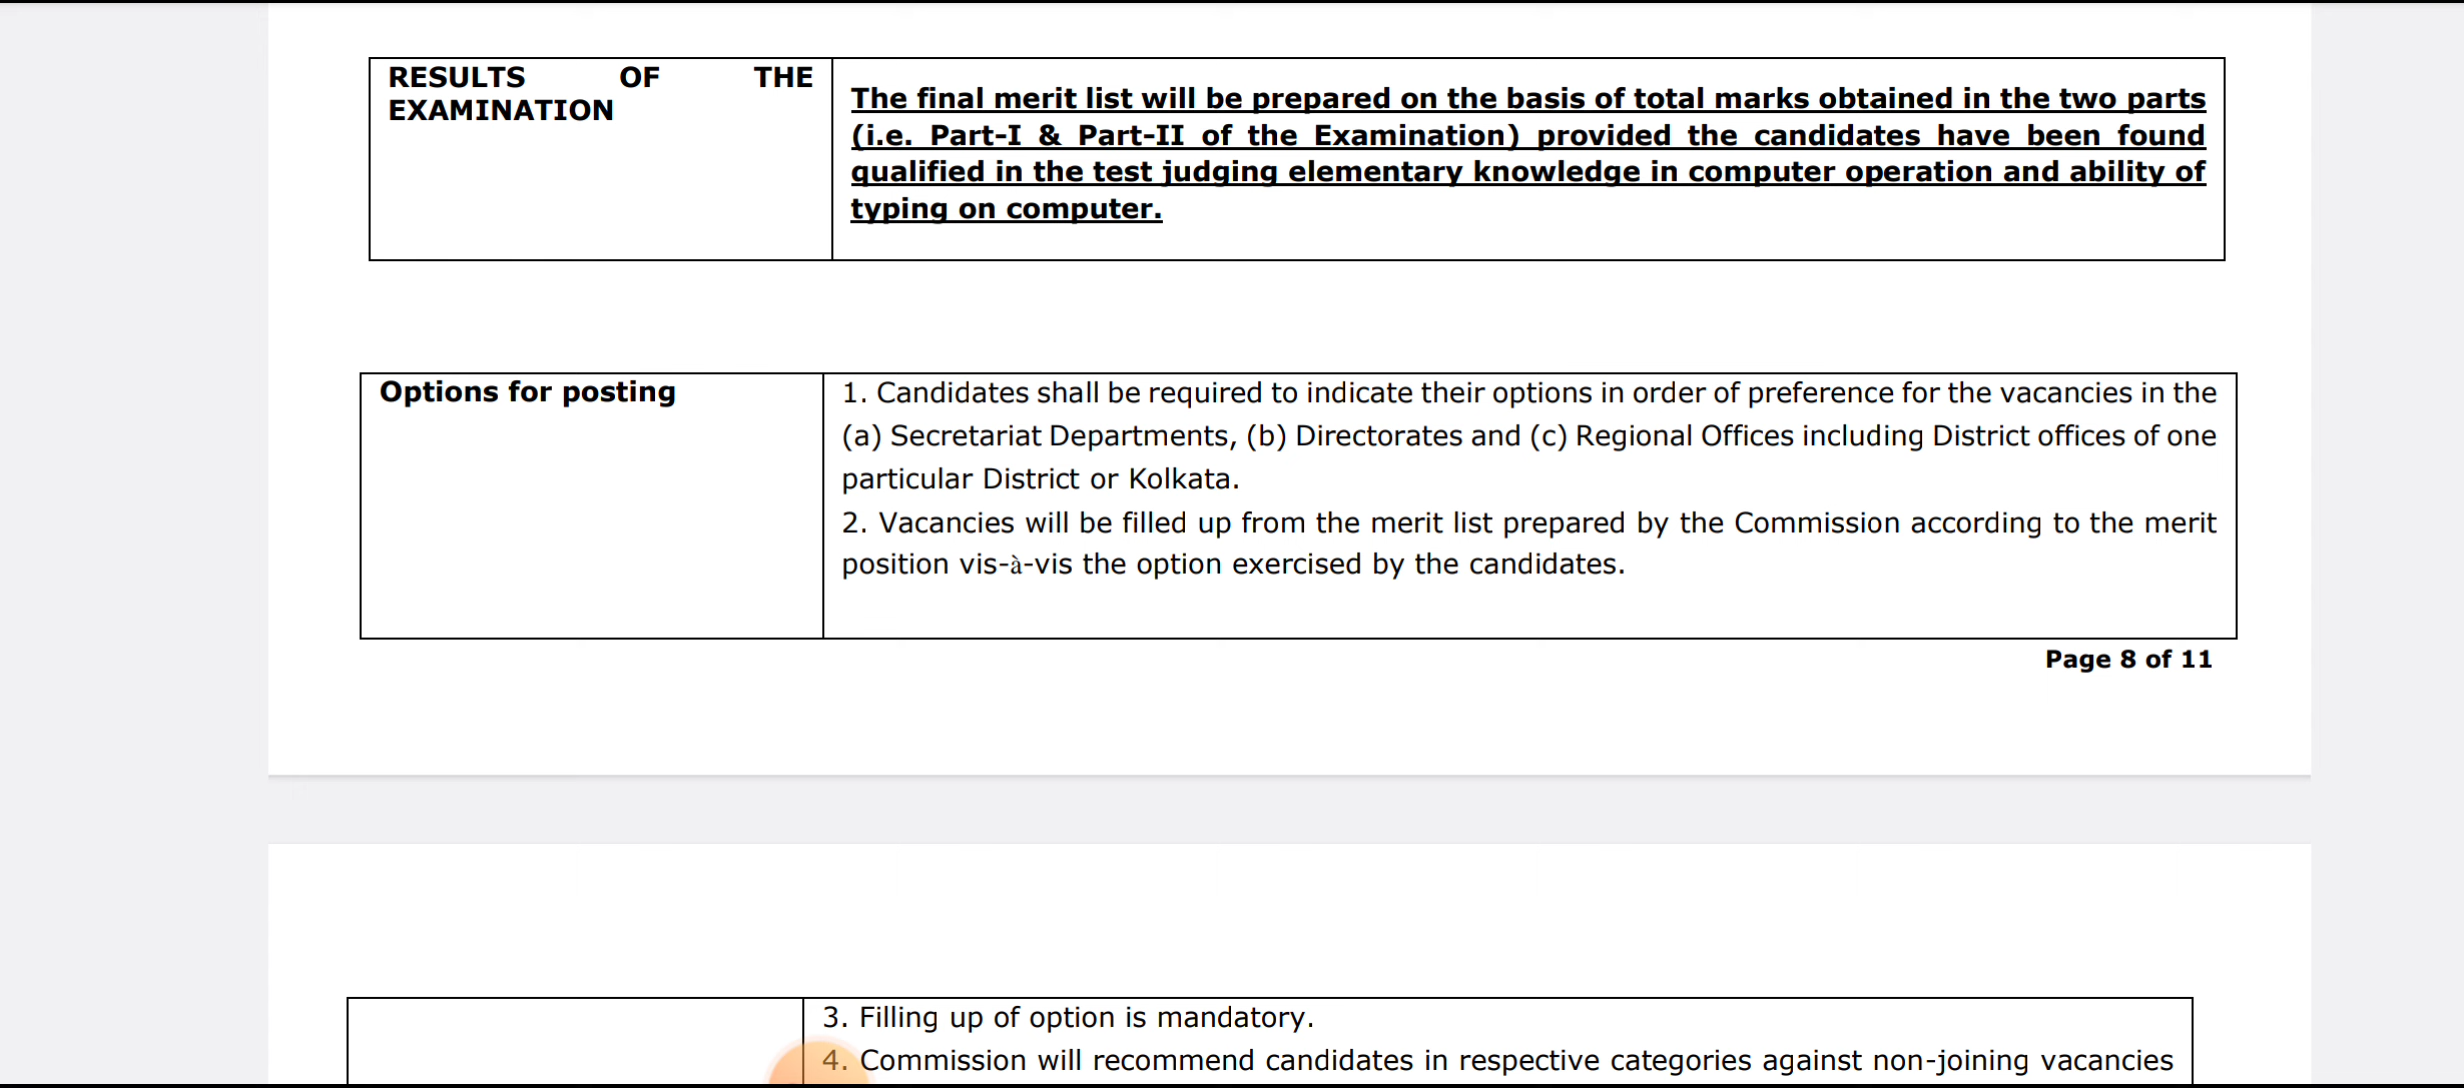 RESULTS OF THE
EXAMINATION
The final merit list will be prepared on the basis of total marks obtained in the two parts
(i.e. Part-I & Part-II of the Examination) provided the candidates have been found
qualified in the test judging elementary knowledge in computer operation and ability of
typing on computer.
Options for posting
1. Candidates shall be required to indicate their options in order of preference for the vacancies in the
(a) Secretariat Departments, (b) Directorates and (c) Regional Offices including District offices of one
particular District or Kolkata.
2. Vacancies will be filled up from the merit list prepared by the Commission according to the merit
position vis-à-vis the option exercised by the candidates.
Page 8 of 11
3. Filling up of option is mandatory.
4. Commission will recommend candidates in respective categories against non-joining vacancies